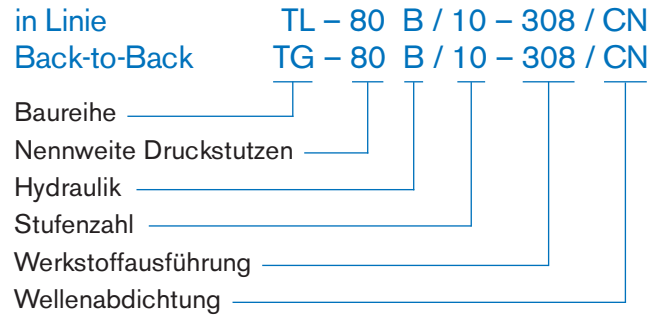 in Linie TL – 80 B / 10 – 308 / CN
Back-to-Back TG – 80 B / 10 – 308 / CN
Baureihe
Nennweite Druckstutzen
Hydraulik
Stufenzahl
Werkstoffausführung
Wellenabdichtung